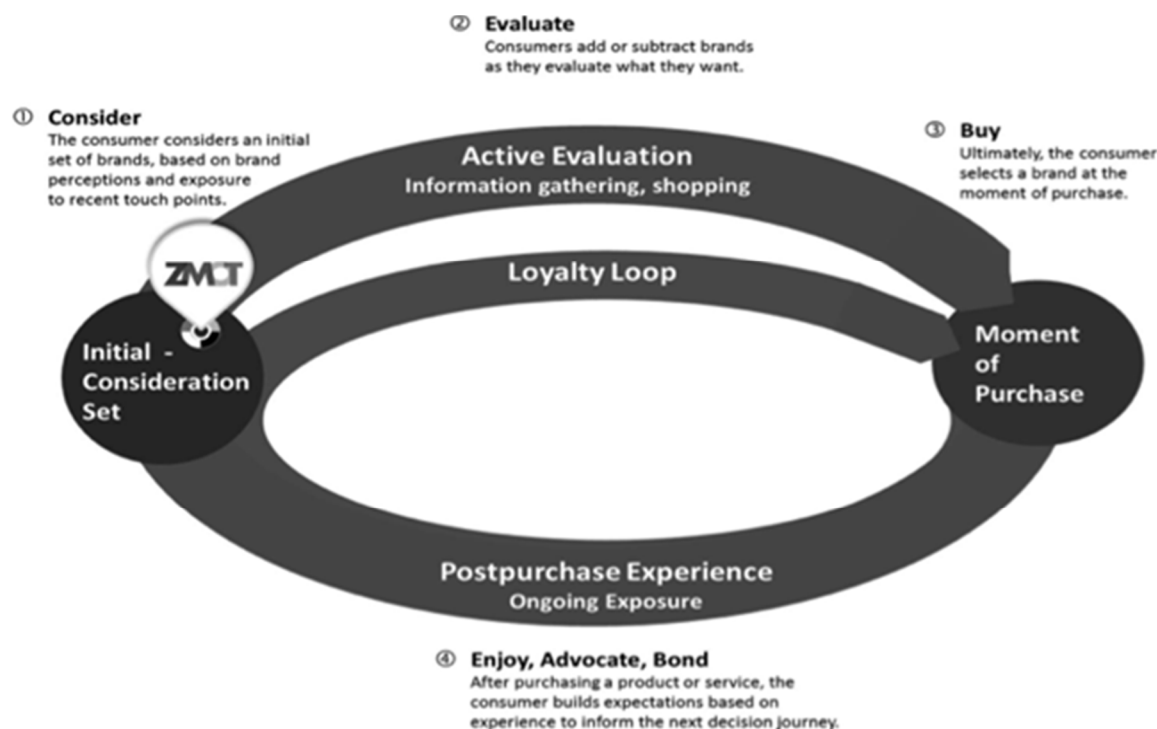 ② Evaluate
Consumers add or subtract brands
as they evaluate what they want.
① Consider
The consumer considers an initial
set of brands, based on brand
perceptions and exposure
to recent touch points.
③ Buy
Ultimately, the consumer
selects a brand at the
moment of purchase.
Active Evaluation
Information gathering, shopping
ZMOT
Loyalty Loop
Initial -
Consideration
Set
Moment
of
Purchase
Postpurchase Experience
Ongoing Exposure
④ Enjoy, Advocate, Bond
After purchasing a product or service, the
consumer builds expectations based on
experience to inform the next decision journey.